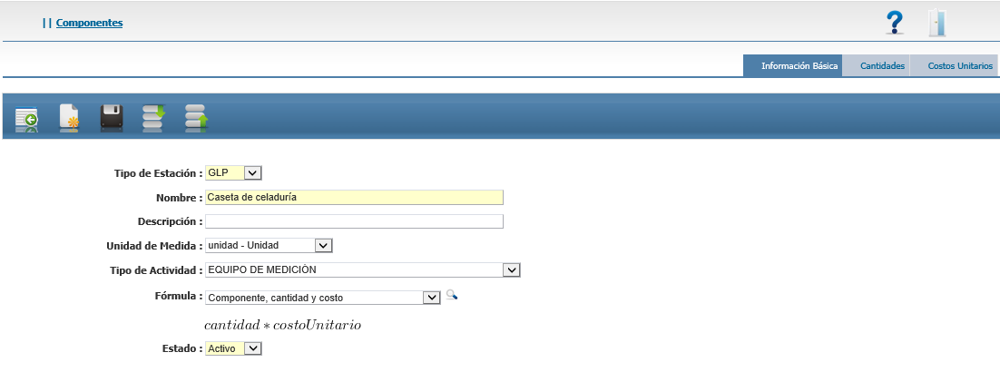 || Componentes
Información Básica Cantidades Costos Unitarios
Tipo de Estación : GLP
Nombre : Caseta de celaduría
Descripción :
Unidad de Medida : unidad - Unidad
Tipo de Actividad : EQUIPO DE MEDICIÓN
Fórmula : Componente, cantidad y costo
cantidad * costoUnitario
Estado : Activo